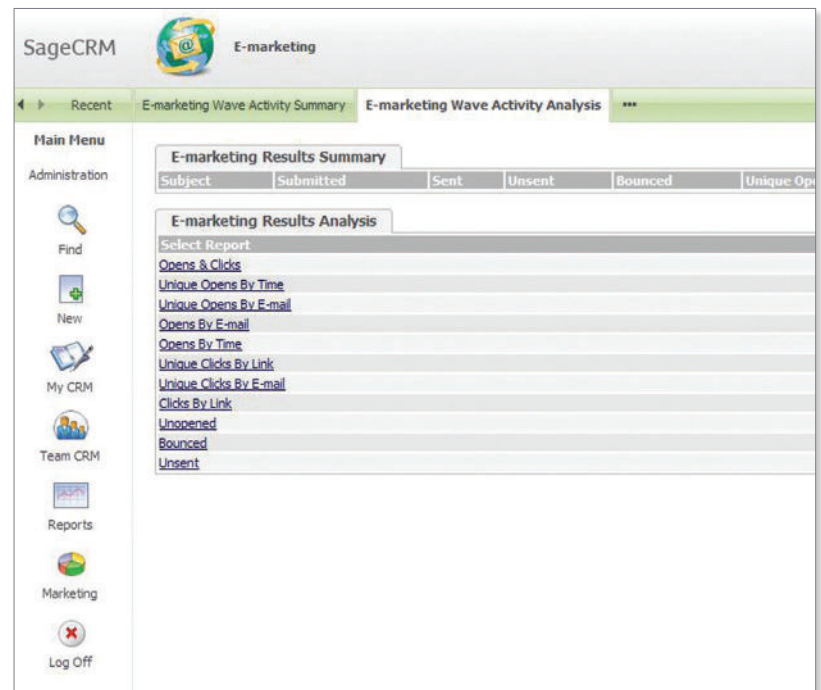 SageCRM
E-marketing
Recent
E-marketing Wave Activity Summary
E-marketing Wave Activity Analysis
•••
Main Menu
Administration
Find
New
My CRM
Team CRM
Reports
Marketing
Log Off
E-marketing Results Summary
Subject Submitted Sent Unsent Bounced Unique Ope
E-marketing Results Analysis
Select Report
Opens & Clicks
Unique Opens By Time
Unique Opens By E-mail
Opens By E-mail
Opens By Time
Unique Clicks By Link
Unique Clicks By E-mail
Clicks By Link
Unopened
Bounced
Unsent